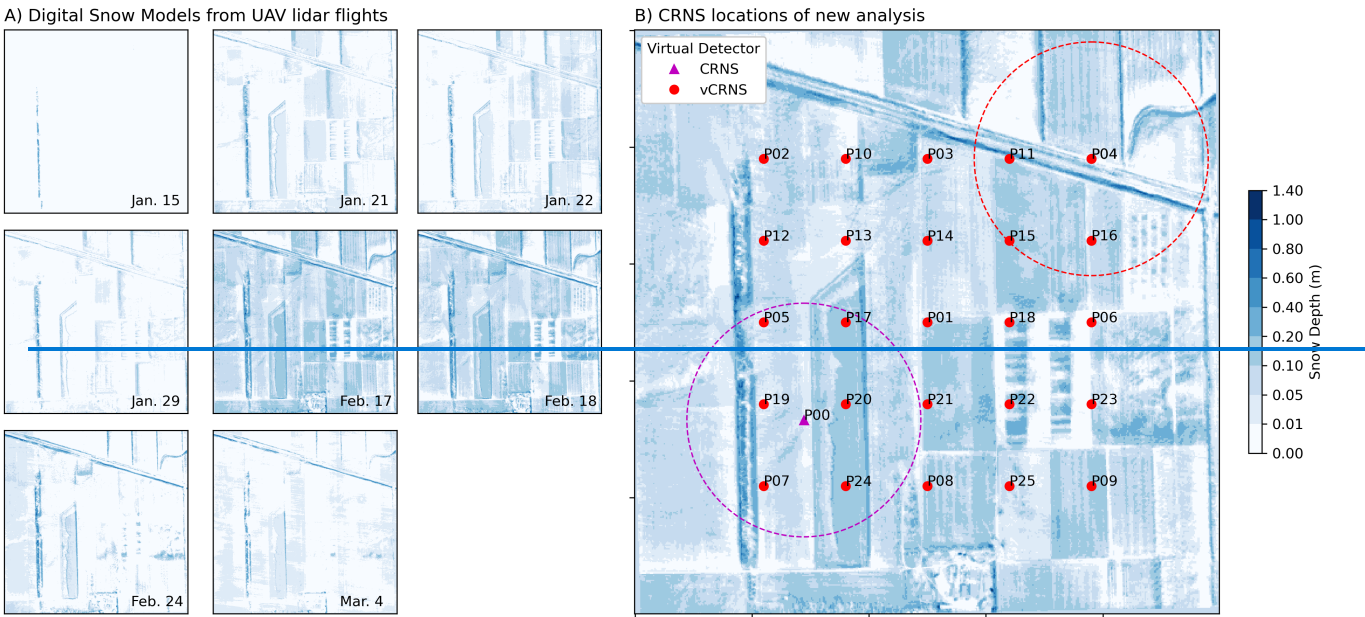 A) Digital Snow Models from UAV lidar flights
Jan. 15
Jan. 21
Jan. 22
Jan. 29
Feb. 17
Feb. 18
Feb. 24
Mar. 4
B) CRNS locations of new analysis
Virtual Detector
CRNS
vCRNS
P02
P10
P03
P11
P04
P12
P13
P14
P15
P16
P05
P17
P01
P18
P06
P19
P00
P20
P21
P22
P23
P07
P24
P08
P25
P09
1.40
1.00
0.80
0.60
0.40
0.20
0.10
0.05
0.01
0.00
Snow Depth (m)